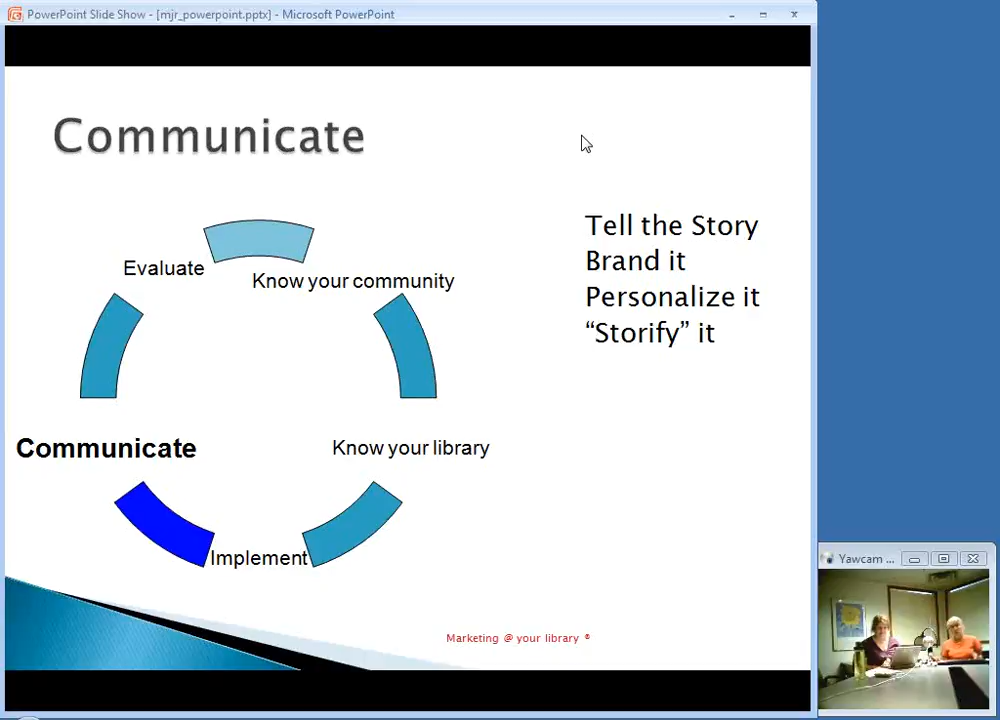 PowerPoint Slide Show - [mjr_powerpoint.pptx] - Microsoft PowerPoint
Communicate
Tell the Story
Brand it
Personalize it
“Storify” it
Evaluate
Know your community
Communicate
Know your library
Implement
Marketing @ your library ®
Yawcam ...